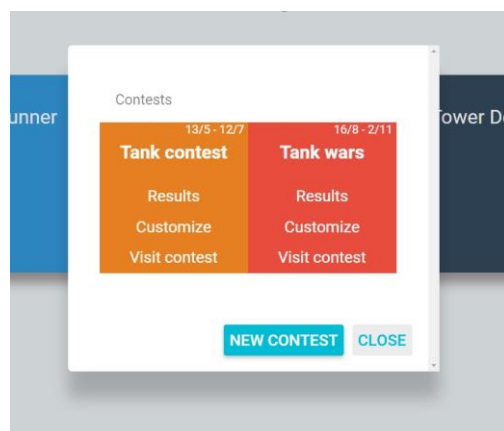 Contests
unner
ower De
13/5 - 12/7
16/8 - 2/11
Tank contest
Tank wars
Results
Results
Customize
Customize
Visit contest
Visit contest
NEW CONTEST
CLOSE